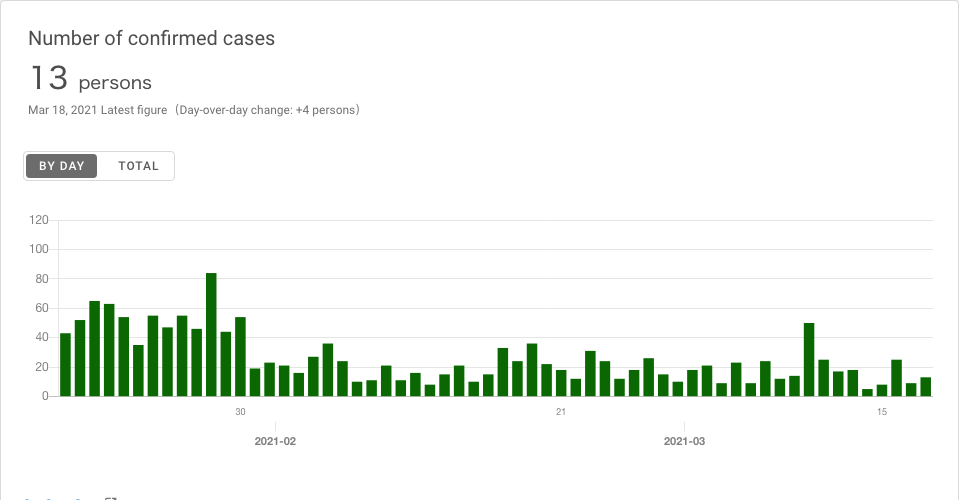 Number of confirmed cases
13 persons
Mar 18, 2021 Latest figure（Day-over-day change: +4 persons）
BY DAY TOTAL
120
100
80
60
40
20
0
30 21 15
2021-02 2021-03